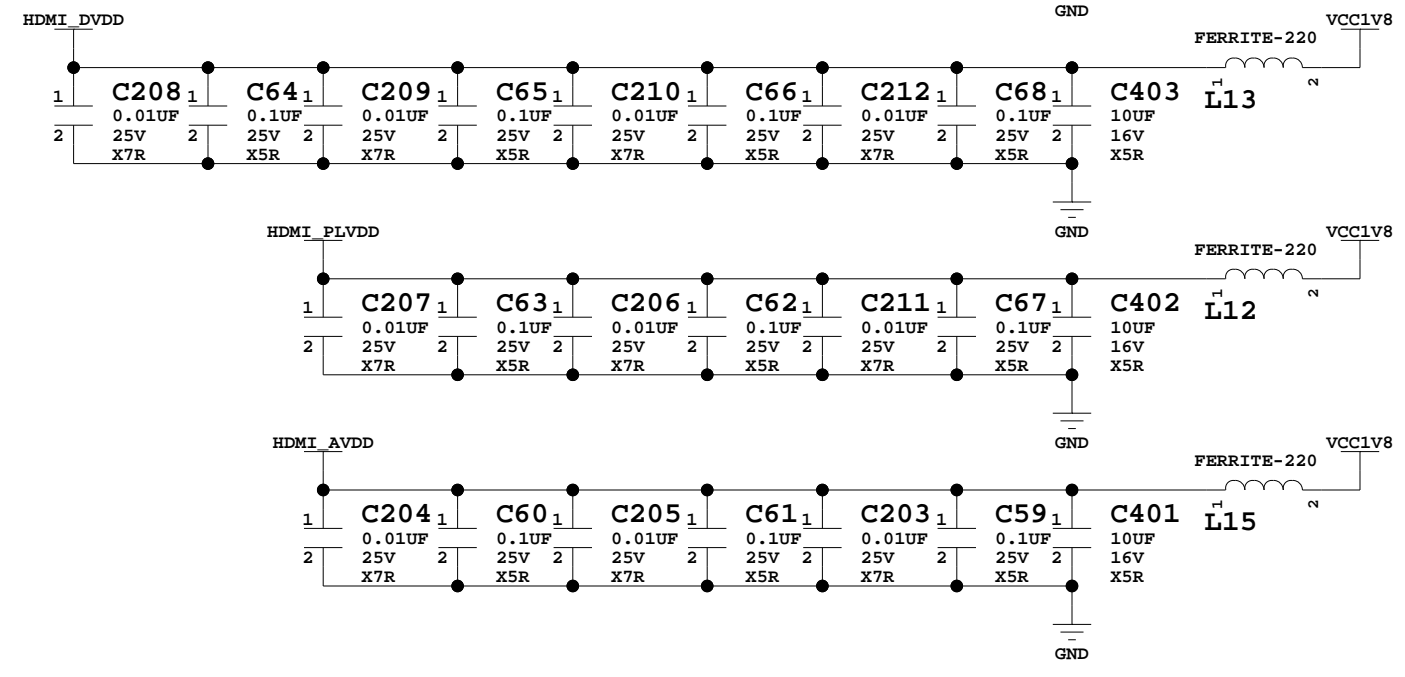 GND
HDMI_DVDD
VCC1V8
FERRITE-220
1 C208 1 C64 1 C209 1 C65 1 C210 1 C66 1 C212 1 C68 1 C403 1 L13 2
0.01UF 0.1UF 0.01UF 0.1UF 0.01UF 0.1UF 0.01UF 0.1UF 10UF
2 25V 2 25V 2 25V 2 25V 2 25V 2 25V 2 25V 2 25V 2 16V
X7R X5R X7R X5R X7R X5R X7R X5R X5R
GND
HDMI_PLVDD
VCC1V8
FERRITE-220
1 C207 1 C63 1 C206 1 C62 1 C211 1 C67 1 C402 1 L12 2
0.01UF 0.1UF 0.01UF 0.1UF 0.01UF 0.1UF 10UF
2 25V 2 25V 2 25V 2 25V 2 25V 2 25V 2 16V
X7R X5R X7R X5R X7R X5R X5R
GND
HDMI_AVDD
VCC1V8
FERRITE-220
1 C204 1 C60 1 C205 1 C61 1 C203 1 C59 1 C401 1 L15 2
0.01UF 0.1UF 0.01UF 0.1UF 0.01UF 0.1UF 10UF
2 25V 2 25V 2 25V 2 25V 2 25V 2 25V 2 16V
X7R X5R X7R X5R X7R X5R X5R
GND